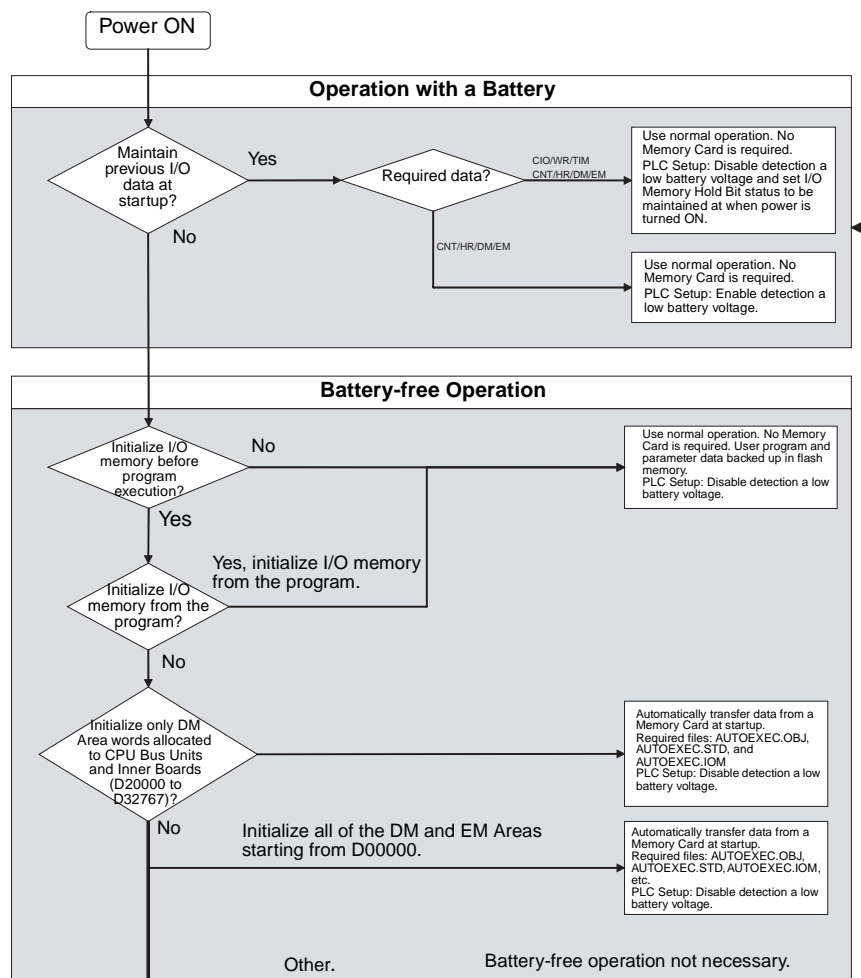 Power ON
Operation with a Battery
Maintain
previous I/O
data at
startup?
Yes
No
Required data?
CIO/WR/TIM
CNT/HR/DM/EM
CNT/HR/DM/EM
Use normal operation. No
Memory Card is required.
PLC Setup: Disable detection a
low battery voltage and set I/O
Memory Hold Bit status to be
maintained at when power is
turned ON.
Use normal operation. No
Memory Card is required.
PLC Setup: Enable detection a
low battery voltage.
Battery-free Operation
Initialize I/O
memory before
program
execution?
No
Yes
Use normal operation. No Memory
Card is required. User program and
parameter data backed up in flash
memory.
PLC Setup: Disable detection a low
battery voltage.
Yes, initialize I/O memory
from the program.
Initialize I/O
memory from the
program?
No
Initialize only DM
Area words allocated
to CPU Bus Units
and Inner Boards
(D20000 to
D32767)?
No
Automatically transfer data from a
Memory Card at startup.
Required files: AUTOEXEC.OBJ,
AUTOEXEC.STD, and
AUTOEXEC.IOM
PLC Setup: Disable detection a low
battery voltage.
Initialize all of the DM and EM Areas
starting from D00000.
Automatically transfer data from a
Memory Card at startup.
Required files: AUTOEXEC.OBJ,
AUTOEXEC.STD, AUTOEXEC.IOM,
etc.
PLC Setup: Disable detection a low
battery voltage.
Other.
Battery-free operation not necessary.